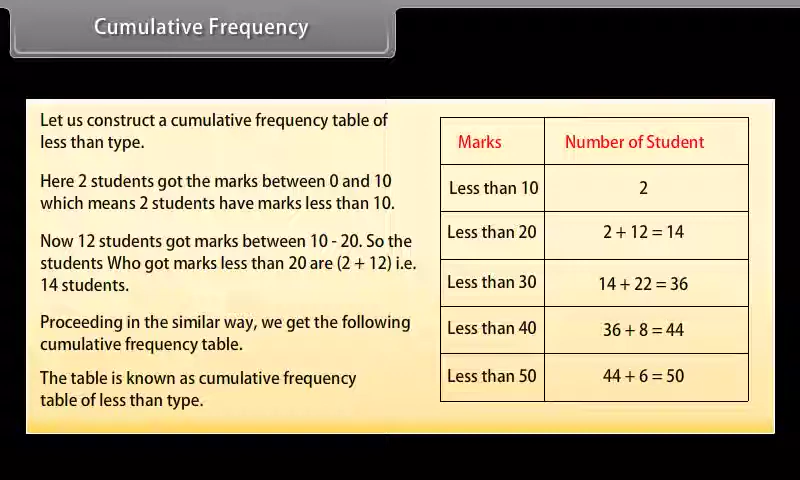 Cumulative Frequency
Let us construct a cumulative frequency table of
less than type.
Here 2 students got the marks between 0 and 10
which means 2 students have marks less than 10.
Now 12 students got marks between 10 - 20. So the
students Who got marks less than 20 are (2 + 12) i.e.
14 students.
Proceeding in the similar way, we get the following
cumulative frequency table.
The table is known as cumulative frequency
table of less than type.
Marks Number of Student
Less than 10 2
Less than 20 2 + 12 = 14
Less than 30 14 + 22 = 36
Less than 40 36 + 8 = 44
Less than 50 44 + 6 = 50